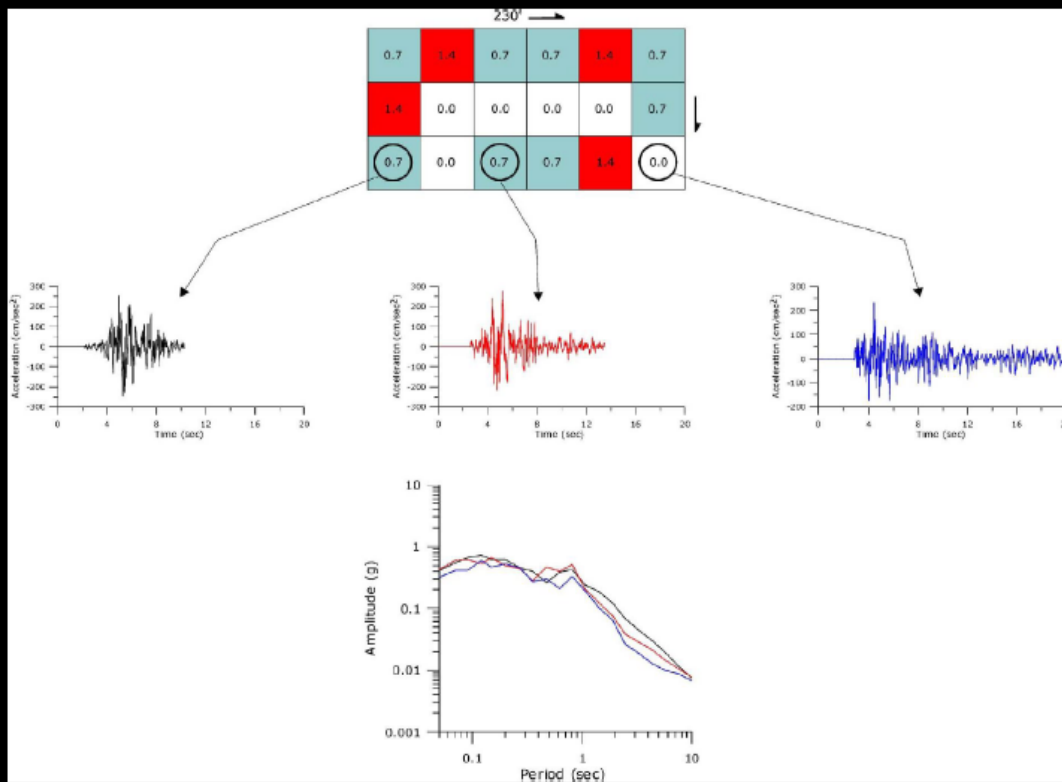 230°
0.7 1.4 0.7 0.7 1.4 0.7
1.4 0.0 0.0 0.0 0.0 0.7
0.7 0.0 0.7 0.7 1.4 0.0
300
200
100
0
-100
-200
-300
Acceleration (cm/sec²)
0 4 8 12 16 20
Time (sec)
300
200
100
0
-100
-200
-300
Acceleration (cm/sec²)
0 4 8 12 16 20
Time (sec)
300
200
100
0
-100
-200
Acceleration (cm/sec²)
0 4 8 12 16 20
Time (sec)
10
1
0.1
0.01
0.001
Amplitude (g)
0.1 1 10
Period (sec)